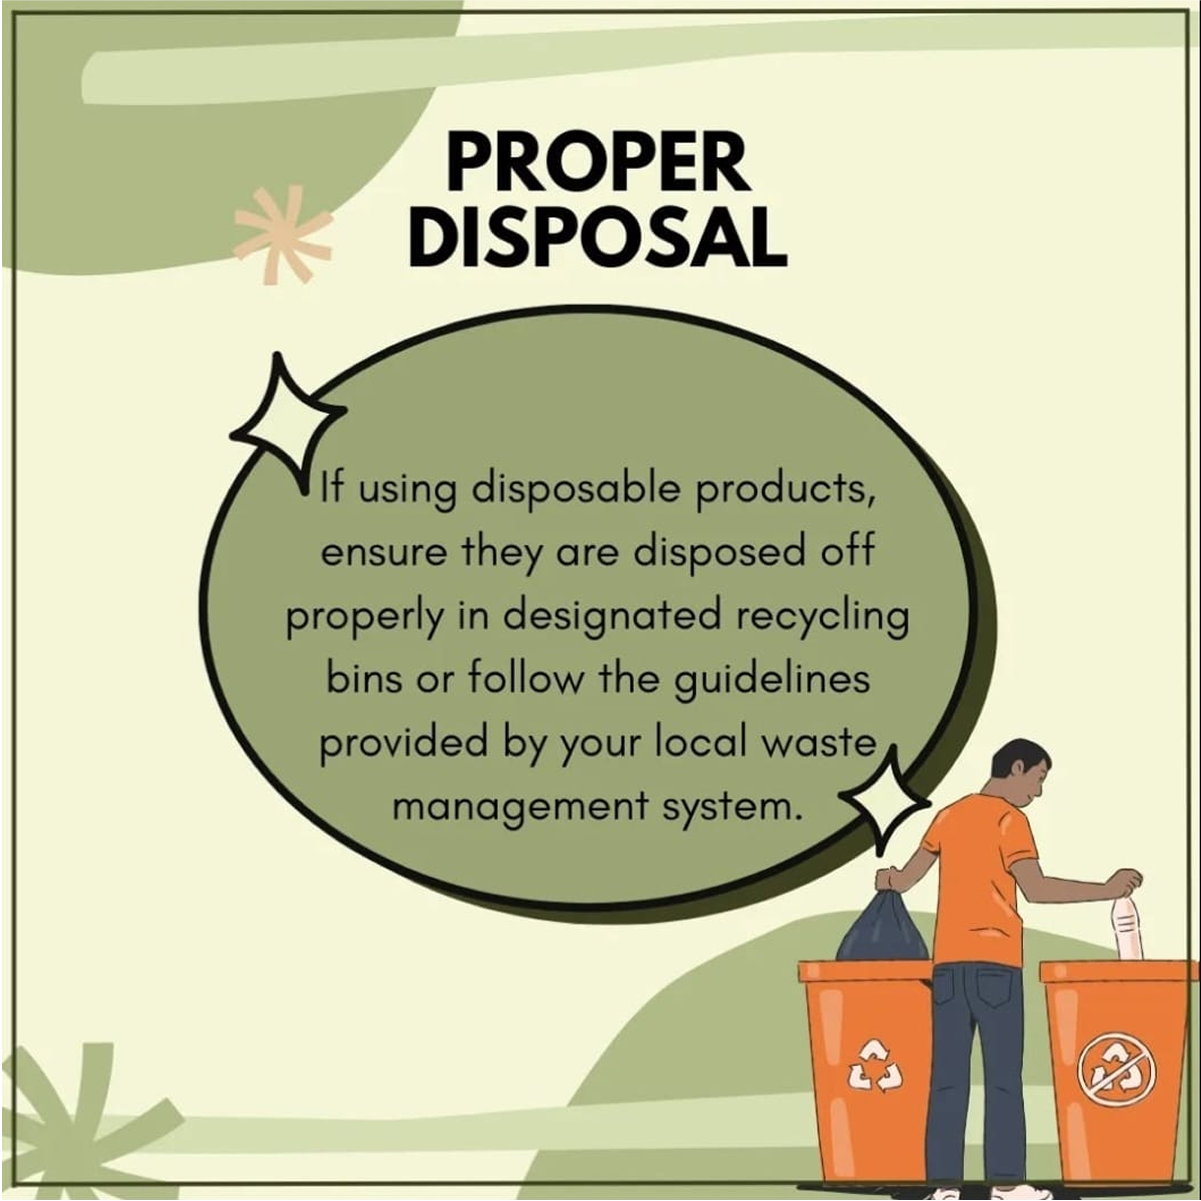 PROPER
DISPOSAL
If using disposable products,
ensure they are disposed off
properly in designated recycling
bins or follow the guidelines
provided by your local waste
management system.